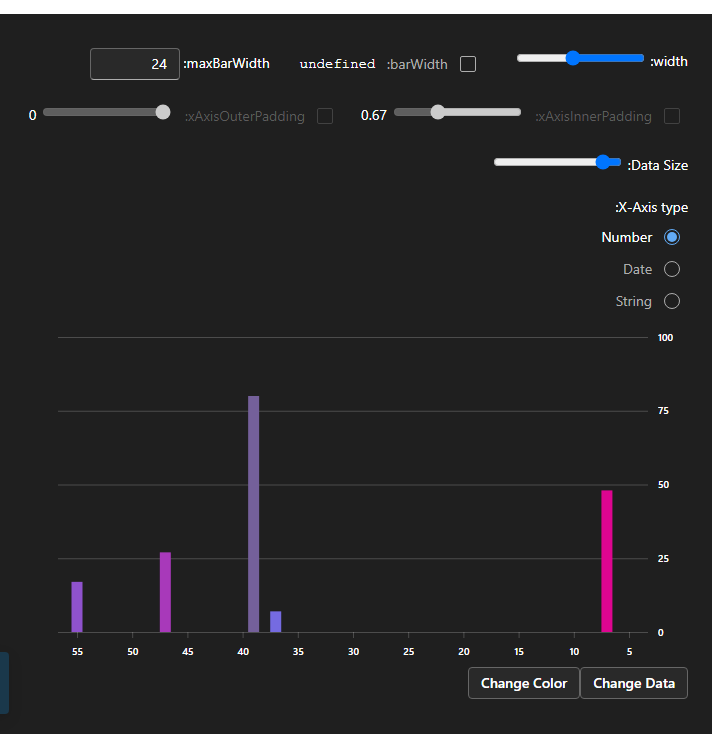 width: undefined :barWidth 24 :maxBarWidth
0 :xAxisOuterPadding 0.67 :xAxisInnerPadding
:Data Size
:X-Axis type
Number
Date
String
100
75
50
25
0
55 50 45 40 35 30 25 20 15 10 5
Change Color Change Data